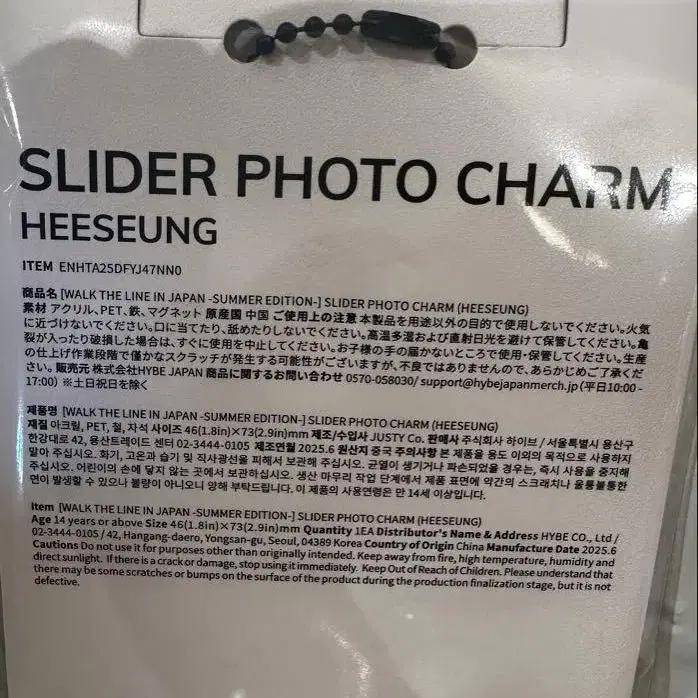 SLIDER PHOTO CHARM
HEESEUNG
ITEM ENHTA25DFYJ47NN0
商品名 [WALK THE LINE IN JAPAN -SUMMER EDITION-] SLIDER PHOTO CHARM (HEESEUNG)
素材 アクリル、PET、鉄、マグネット 原産国 中国 ご使用上の注意 本製品を用途以外の目的で使用しないでください。火気
に近づけないでください。口に当てたり、舐めたりしないでください。高温多湿および直射日光を避けて保管してください。亀
裂が入ったり破損した場合は、すぐに使用を中止してください。お子様の手の届かないところで使用・保管してください。生産
の仕上げ作業段階で僅かなスクラッチが発生する可能性がございますが、不良ではありませんので、あらかじめご了承くださ
い。販売元 株式会社HYBE JAPAN 商品に関するお問い合わせ 0570-058030/ support@hybejapanmerch.jp (平日10:00 -
17:00) ※土日祝日を除く
제품명 [WALK THE LINE IN JAPAN -SUMMER EDITION-] SLIDER PHOTO CHARM (HEESEUNG)
재질 아크릴, PET, 철, 자석 사이즈 46(1.8in)×73(2.9in)mm 제조/수입사 JUSTY Co. 판매사 주식회사 하이브 / 서울특별시 용산구
한강대로 42, 용산트레이드 센터 02-3444-0105 제조연월 2025.6 원산지 중국 주의사항 본 제품을 용도 이외의 목적으로 사용하지
말아 주십시오. 화기, 고온과 습기 및 직사광선을 피해서 보관해 주십시오. 균열이 생기거나 파손되었을 경우는, 즉시 사용을 중지해
주십시오. 어린이의 손에 닿지 않는 곳에서 보관하십시오. 생산 마무리 작업 단계에서 제품 표면에 약간의 스크래치나 울퉁불퉁한
면이 발생할 수 있으나 불량이 아니오니 양해 부탁드립니다. 이 제품의 사용연령은 만 14세 이상입니다.
Item [WALK THE LINE IN JAPAN -SUMMER EDITION-] SLIDER PHOTO CHARM (HEESEUNG)
Age 14 years or above Size 46(1.8in)×73(2.9in)mm Quantity 1EA Distributor's Name & Address HYBE CO., Ltd /
02-3444-0105 / 42, Hangang-daero, Yongsan-gu, Seoul, 04389 Korea Country of Origin China Manufacture Date 2025.6
Cautions Do not use it for purposes other than originally intended. Keep away from fire, high temperature, humidity and
direct sunlight. If there is a crack or damage, stop using it immediately. Keep Out of Reach of Children. Please understand that
there may be some scratches or bumps on the surface of the product during the production finalization stage, but it is not
defective.